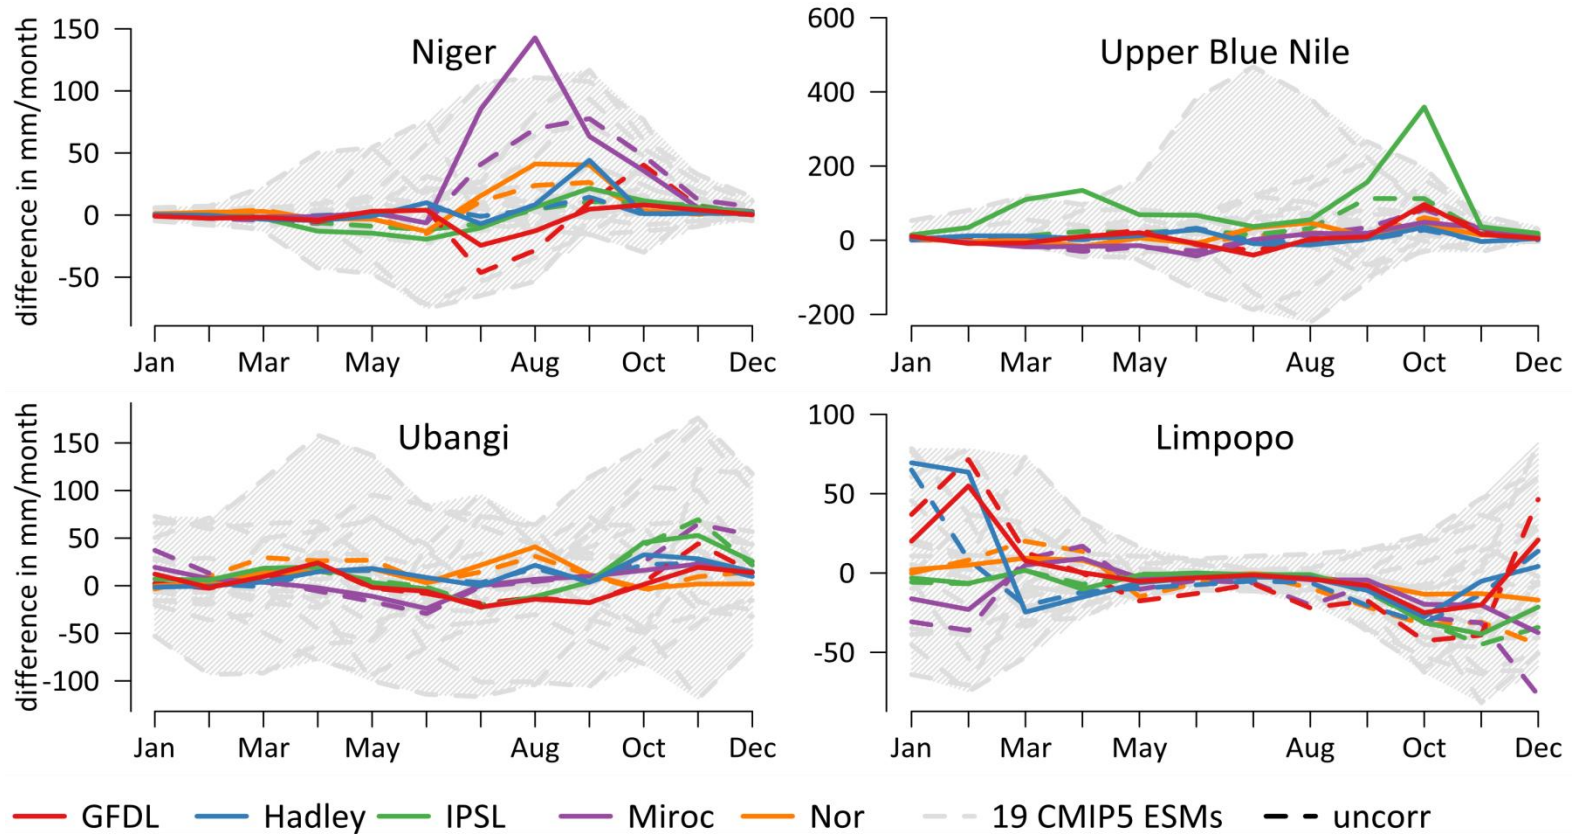 Niger
difference in mm/month
150
100
50
0
-50
Jan Mar May Aug Oct Dec
Upper Blue Nile
600
400
200
0
-200
Jan Mar May Aug Oct Dec
Ubangi
difference in mm/month
150
100
50
0
-50
-100
Jan Mar May Aug Oct Dec
Limpopo
100
50
0
-50
Jan Mar May Aug Oct Dec
GFDL Hadley IPSL Miroc Nor 19 CMIP5 ESMs uncorr